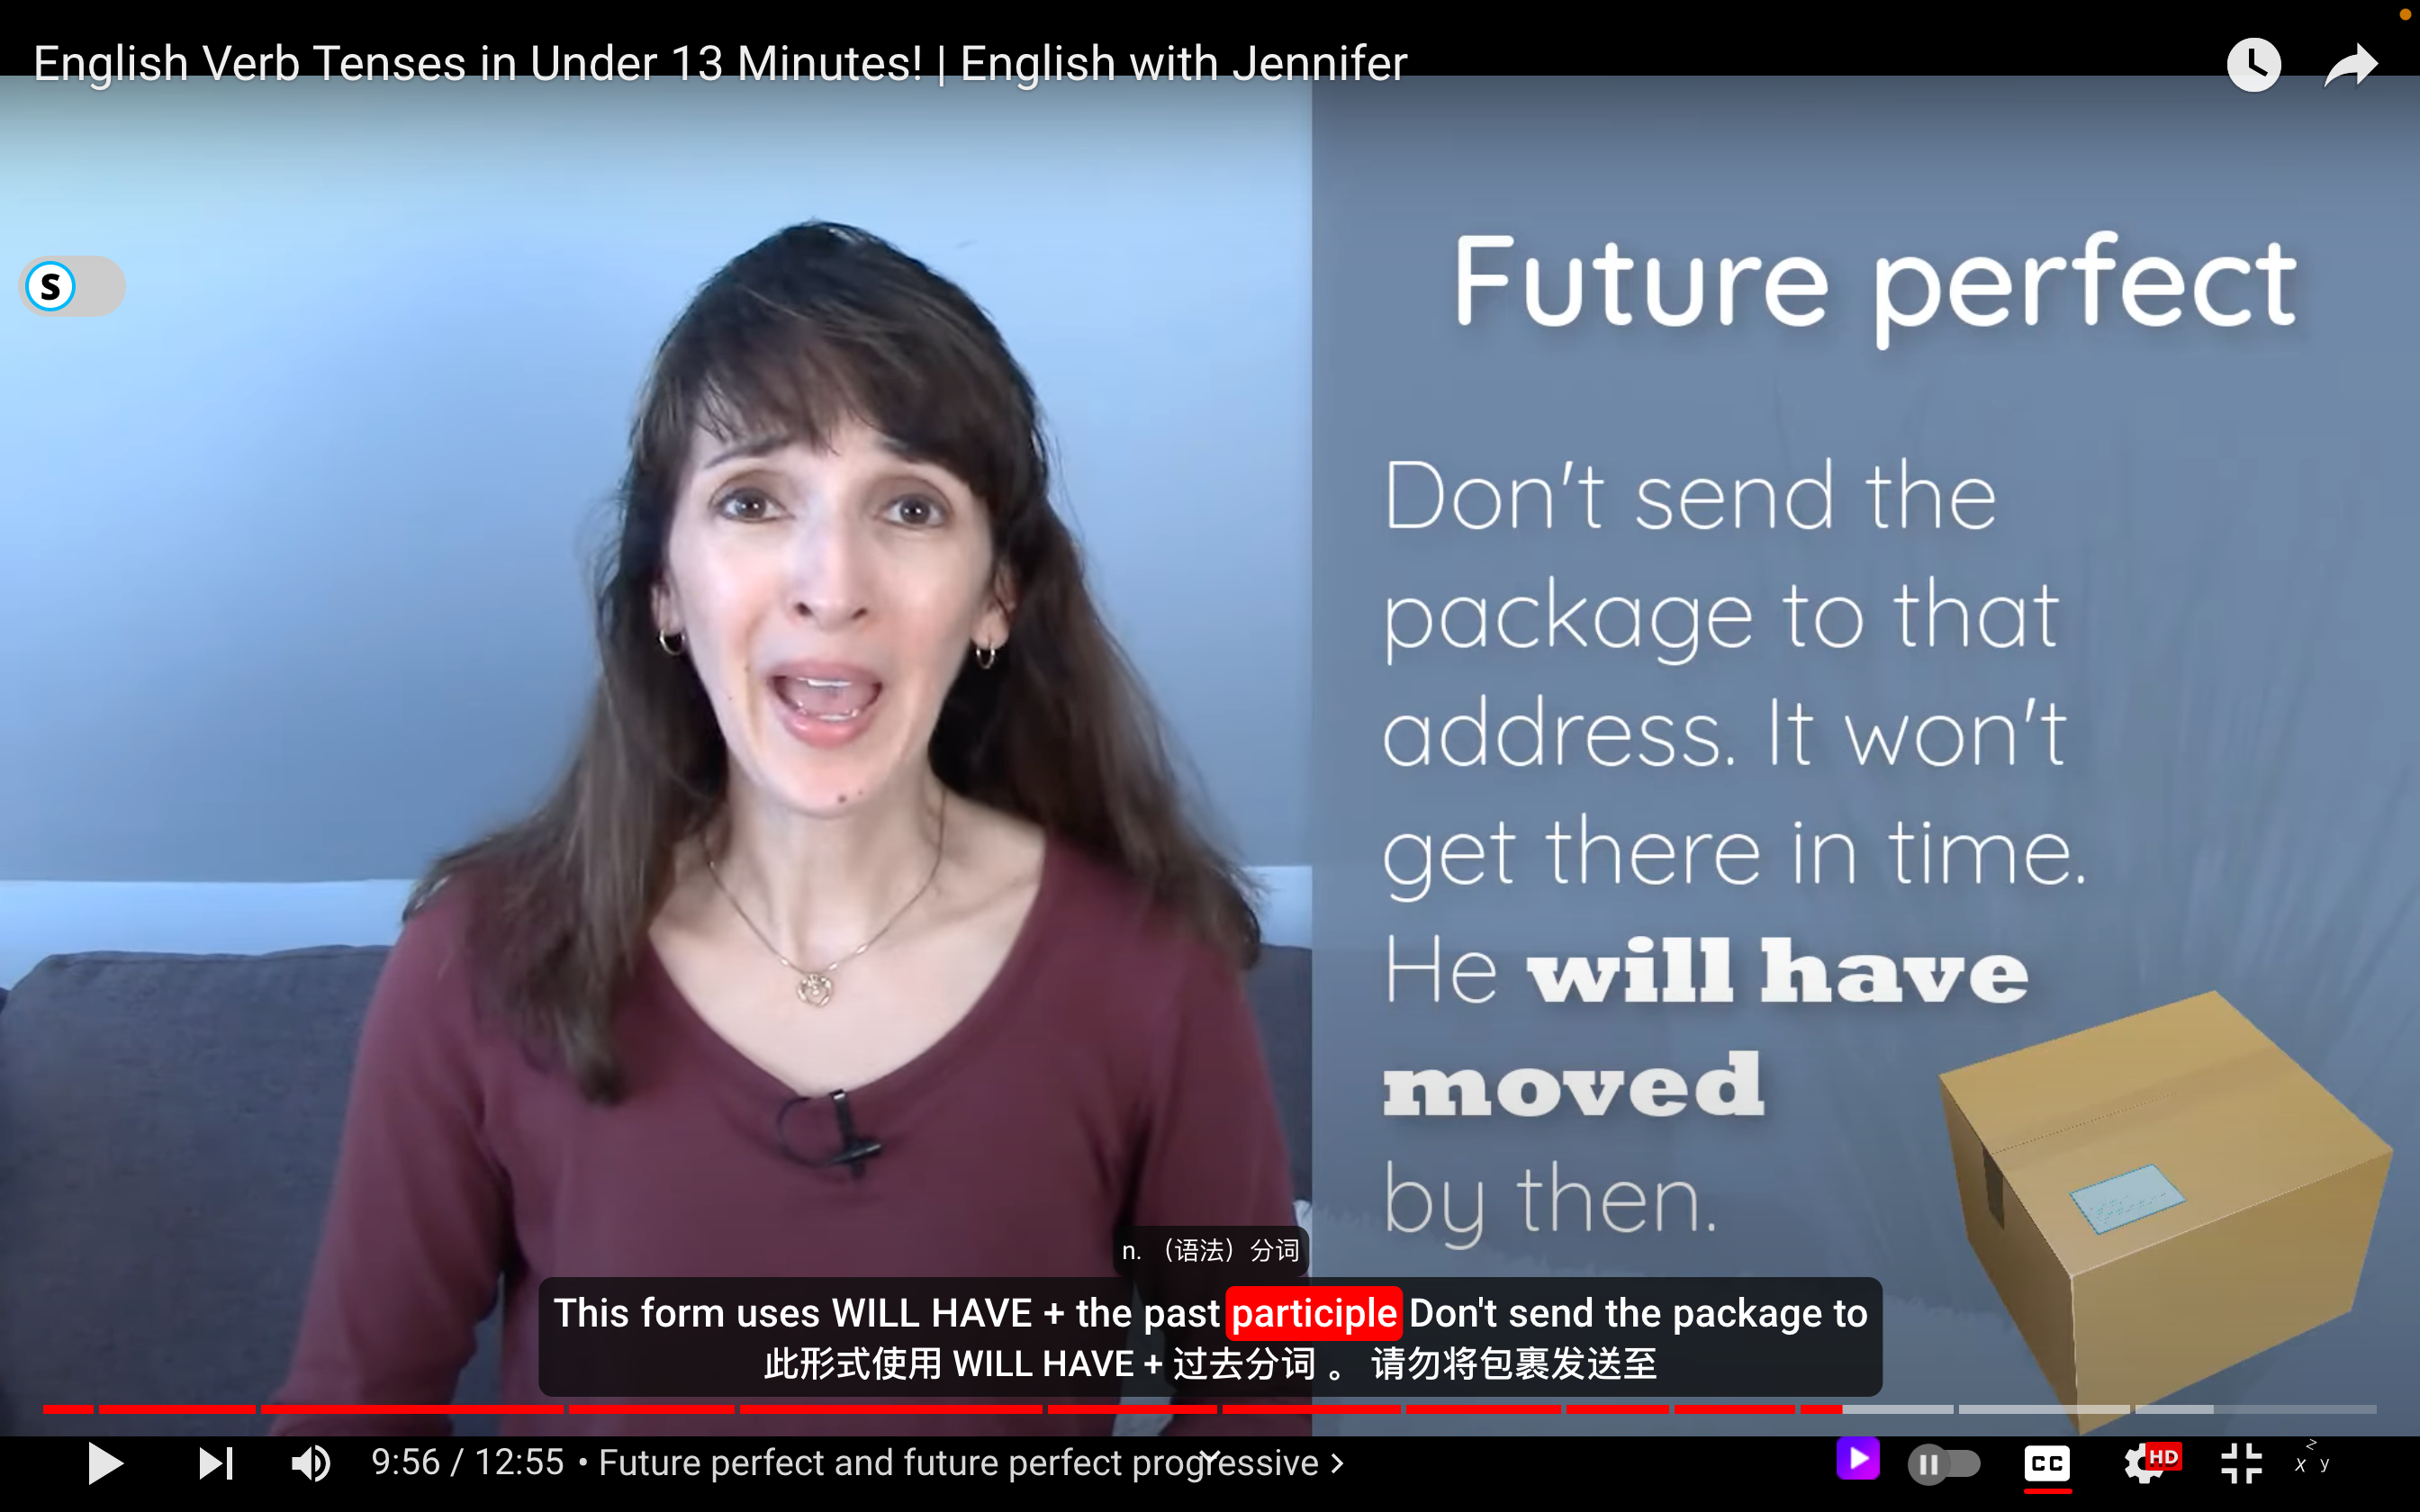 English Verb Tenses in Under 13 Minutes! | English with Jennifer
S
Future perfect
Don't send the
package to that
address. It won't
get there in time.
He will have
moved
by then.
n. （语法）分词
This form uses WILL HAVE + the past participle Don't send the package to
此形式使用 WILL HAVE + 过去分词 。 请勿将包裹发送至
9:56 / 12:55 • Future perfect and future perfect progressive >
CC
HD
x y